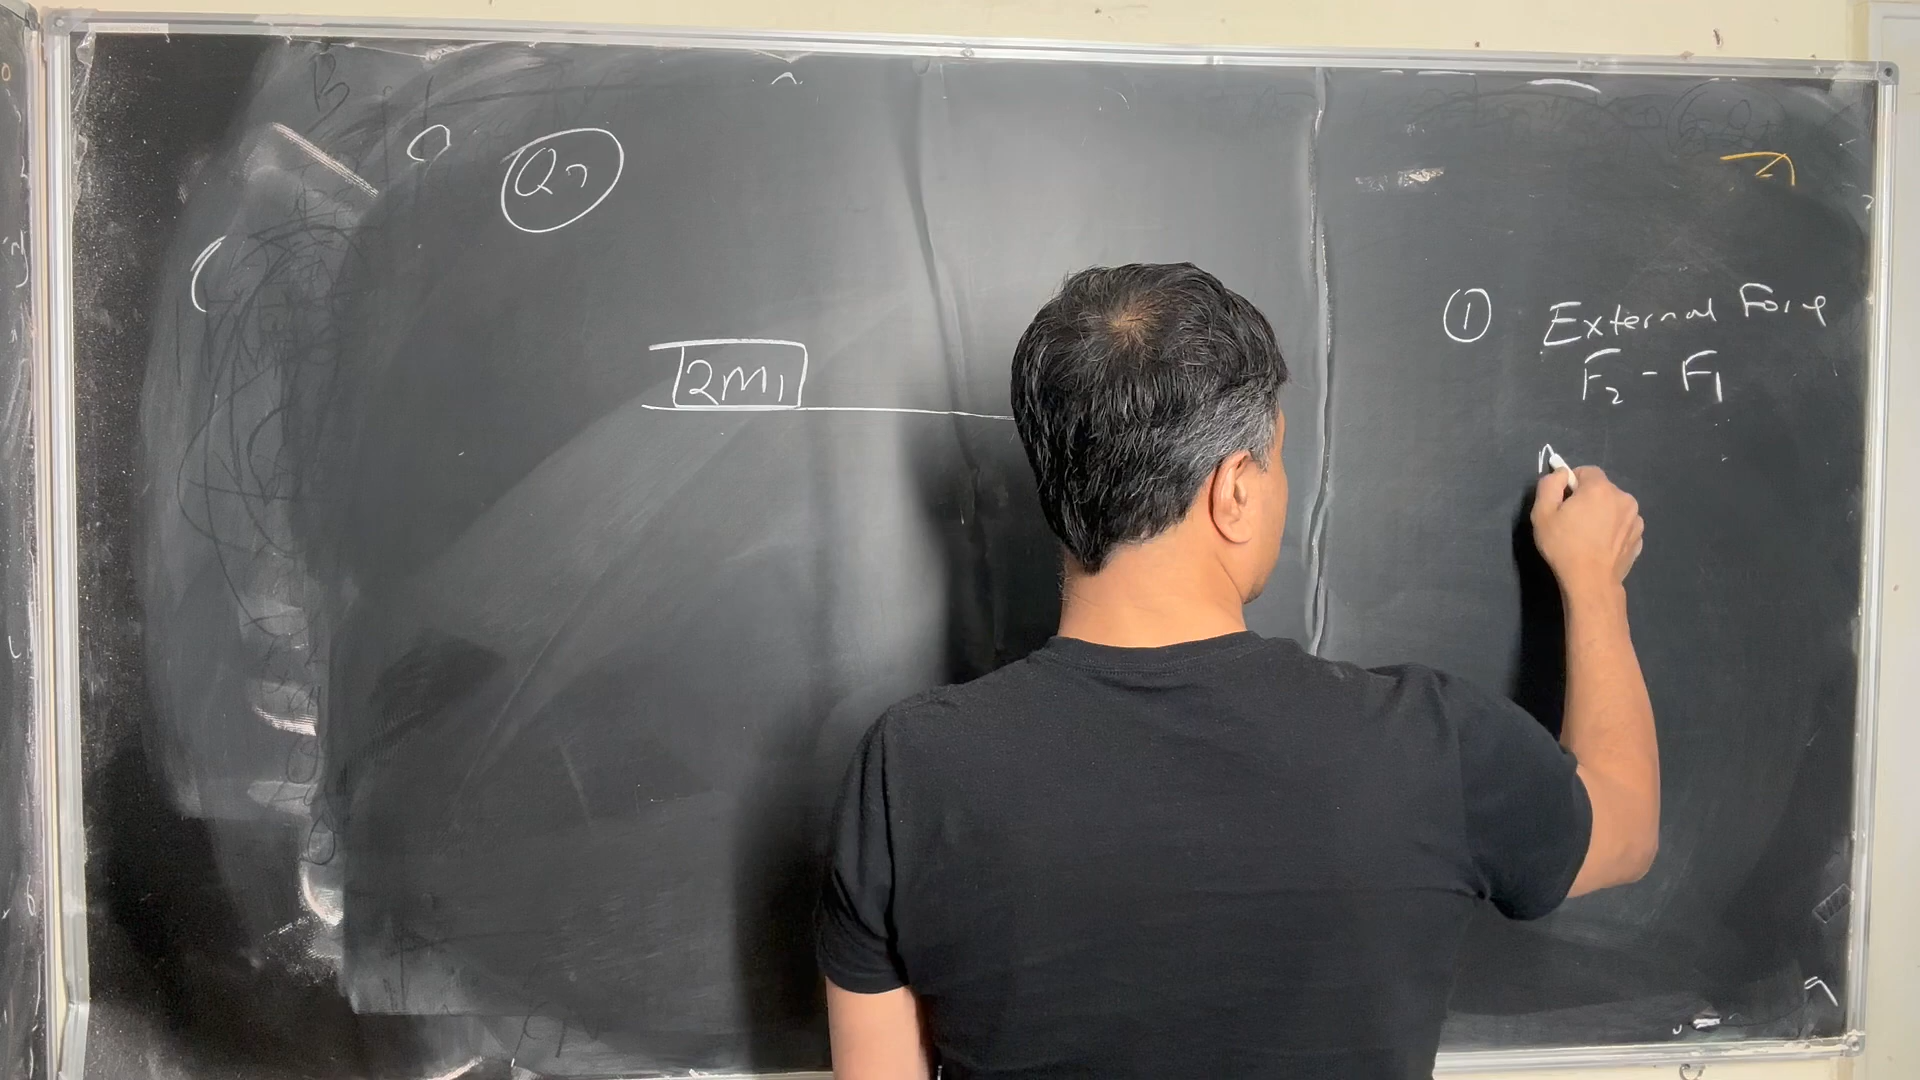 Q7
2M1
① External Force
F2 - F1